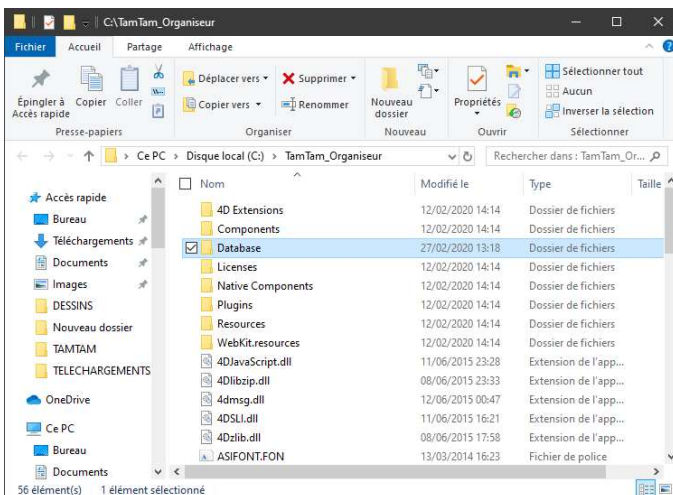 C:\TamTam_Organiseur
Fichier Accueil Partage Affichage
Épingler à Accès rapide
Copier
Coller
Presse-papiers
Déplacer vers
Copier vers
Supprimer
Renommer
Organiser
Nouveau dossier
Nouveau
Propriétés
Ouvrir
Sélectionner tout
Aucun
Inverser la sélection
Sélectionner
Ce PC > Disque local (C:) > TamTam_Organiseur
Rechercher dans : TamTam_Or...
Accès rapide
Bureau
Téléchargements
Documents
Images
DESSINS
Nouveau dossier
TAMTAM
TELECHARGEMENTS
OneDrive
Ce PC
Bureau
Documents
Nom Modifié le Type Taille
4D Extensions 12/02/2020 14:14 Dossier de fichiers
Components 12/02/2020 14:14 Dossier de fichiers
Database 27/02/2020 13:18 Dossier de fichiers
Licenses 12/02/2020 14:14 Dossier de fichiers
Native Components 12/02/2020 14:14 Dossier de fichiers
Plugins 12/02/2020 14:14 Dossier de fichiers
Resources 12/02/2020 14:14 Dossier de fichiers
WebKit.resources 12/02/2020 14:14 Dossier de fichiers
4DJavaScript.dll 11/06/2015 23:28 Extension de l'app...
4Dlibzip.dll 08/06/2015 23:33 Extension de l'app...
4dmsg.dll 12/06/2015 00:47 Extension de l'app...
4DSLI.dll 11/06/2015 16:21 Extension de l'app...
4Dzlib.dll 08/06/2015 17:58 Extension de l'app...
ASIFONT.FON 13/03/2014 16:23 Fichier de police
56 élément(s) 1 élément sélectionné